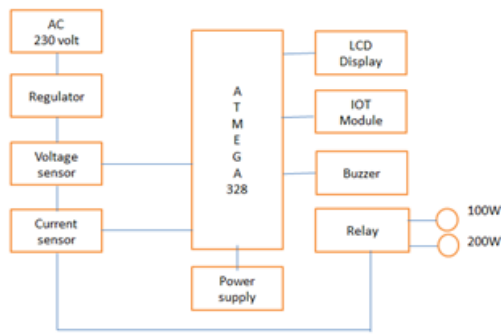 AC
230 volt
Regulator
Voltage
sensor
Current
sensor
A
T
M
E
G
A
328
Power
supply
LCD
Display
IOT
Module
Buzzer
Relay
100W
200W